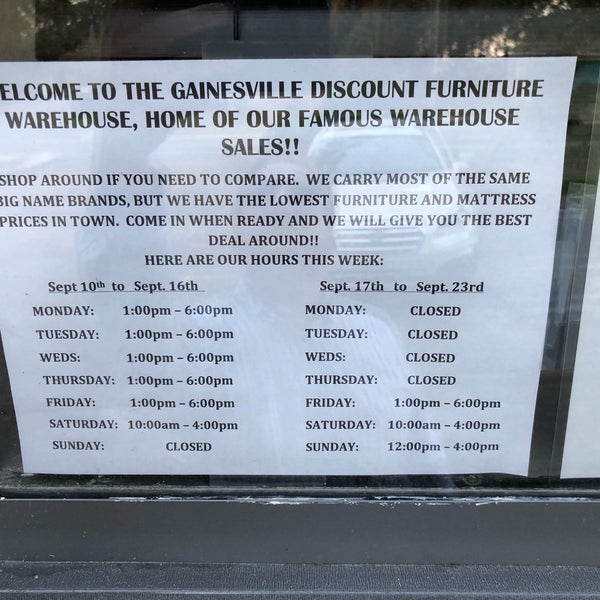 ELCOME TO THE GAINESVILLE DISCOUNT FURNITURE
WAREHOUSE, HOME OF OUR FAMOUS WAREHOUSE
SALES!!
SHOP AROUND IF YOU NEED TO COMPARE. WE CARRY MOST OF THE SAME
BIG NAME BRANDS, BUT WE HAVE THE LOWEST FURNITURE AND MATTRESS
PRICES IN TOWN. COME IN WHEN READY AND WE WILL GIVE YOU THE BEST
DEAL AROUND!!
HERE ARE OUR HOURS THIS WEEK:
Sept 10th to Sept. 16th Sept. 17th to Sept. 23rd
MONDAY: 1:00pm – 6:00pm MONDAY: CLOSED
TUESDAY: 1:00pm – 6:00pm TUESDAY: CLOSED
WEDS: 1:00pm – 6:00pm WEDS: CLOSED
THURSDAY: 1:00pm – 6:00pm THURSDAY: CLOSED
FRIDAY: 1:00pm – 6:00pm FRIDAY: 1:00pm – 6:00pm
SATURDAY: 10:00am – 4:00pm SATURDAY: 10:00am – 4:00pm
SUNDAY: CLOSED SUNDAY: 12:00pm – 4:00pm